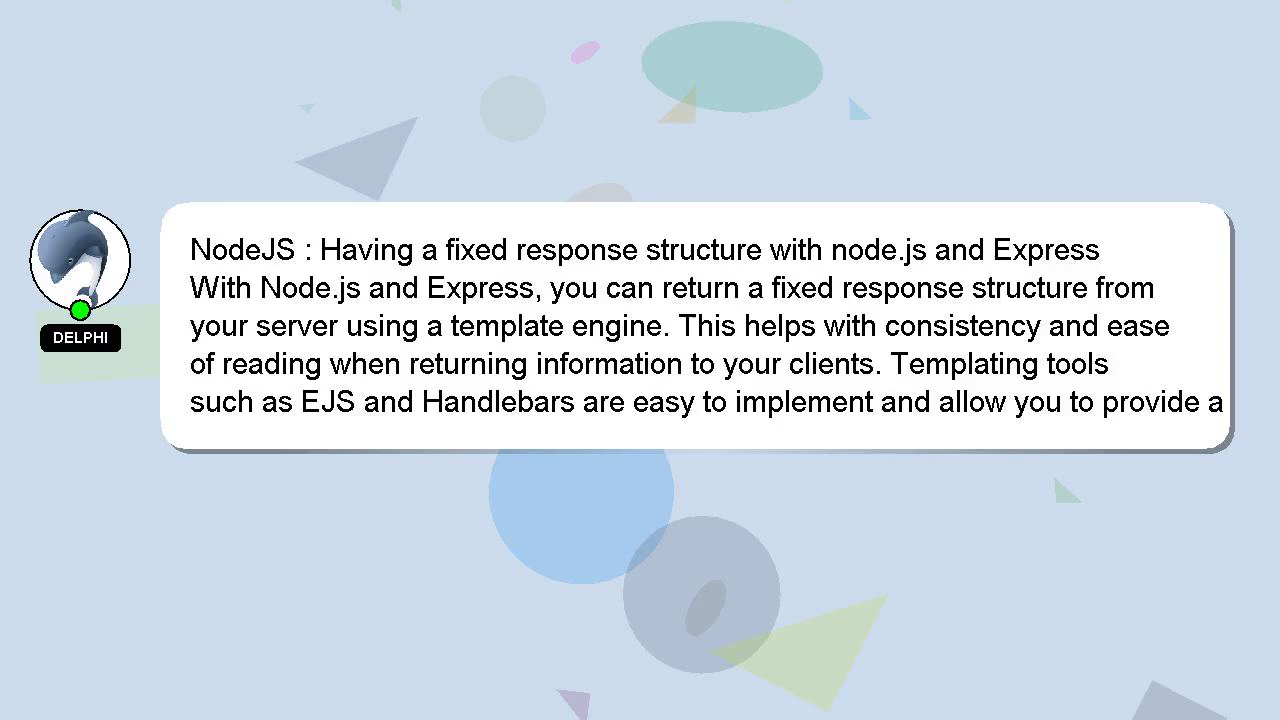 NodeJS : Having a fixed response structure with node.js and Express
With Node.js and Express, you can return a fixed response structure from
your server using a template engine. This helps with consistency and ease
of reading when returning information to your clients. Templating tools
such as EJS and Handlebars are easy to implement and allow you to provide a
DELPHI